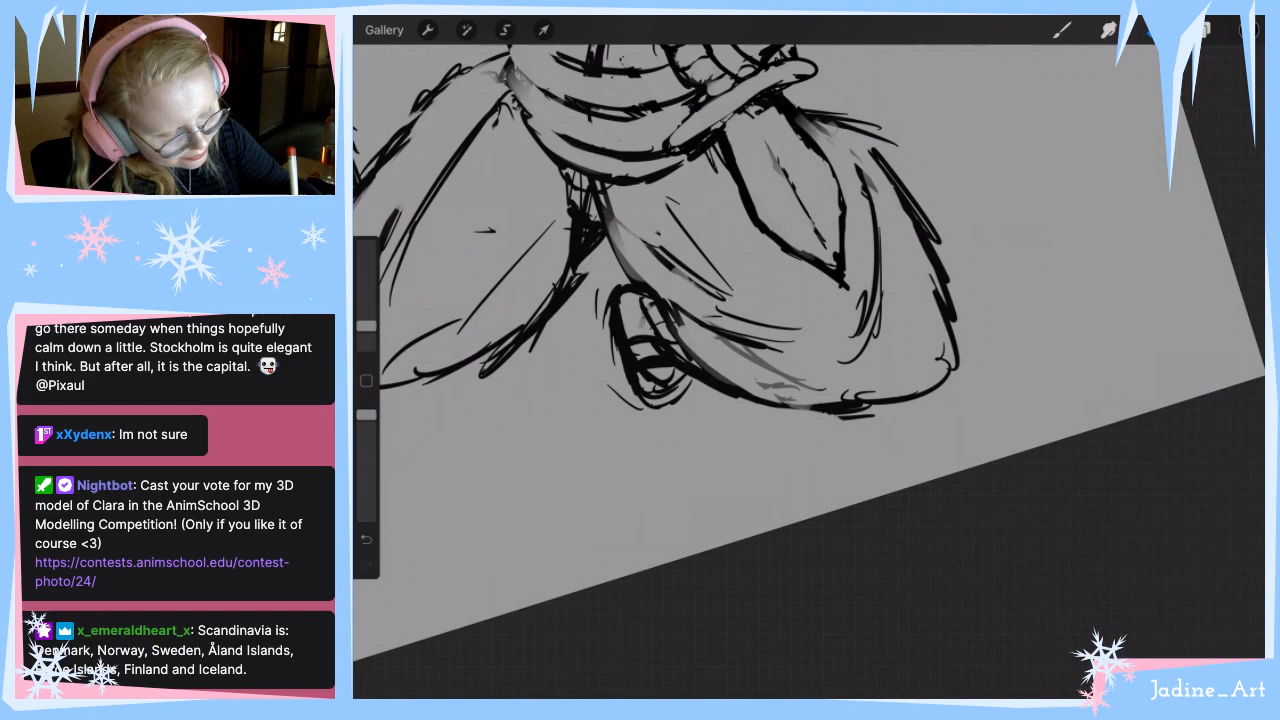 Gallery
go there someday when things hopefully
calm down a little. Stockholm is quite elegant
I think. But after all, it is the capital.
@Pixaul
1ST xXydenx: Im not sure
Nightbot: Cast your vote for my 3D
model of Clara in the AnimSchool 3D
Modelling Competition! (Only if you like it of
course <3)
https://contests.animschool.edu/contest-
photo/24/
x_emeraldheart_x: Scandinavia is:
Denmark, Norway, Sweden, Åland Islands,
Islands, Finland and Iceland.
Jadine_Art